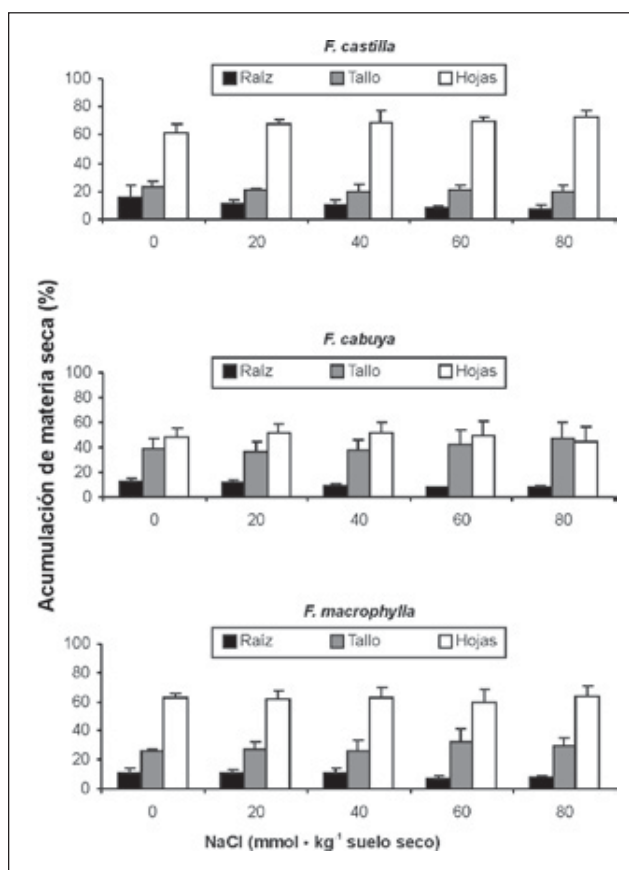 F. castilla
Raíz Tallo Hojas
100
80
60
40
20
0
0 20 40 60 80
Acumulación de materia seca (%)
F. cabuya
Raíz Tallo Hojas
100
80
60
40
20
0
0 20 40 60 80
F. macrophylla
Raíz Tallo Hojas
100
80
60
40
20
0
0 20 40 60 80
NaCl (mmol • kg⁻¹ suelo seco)